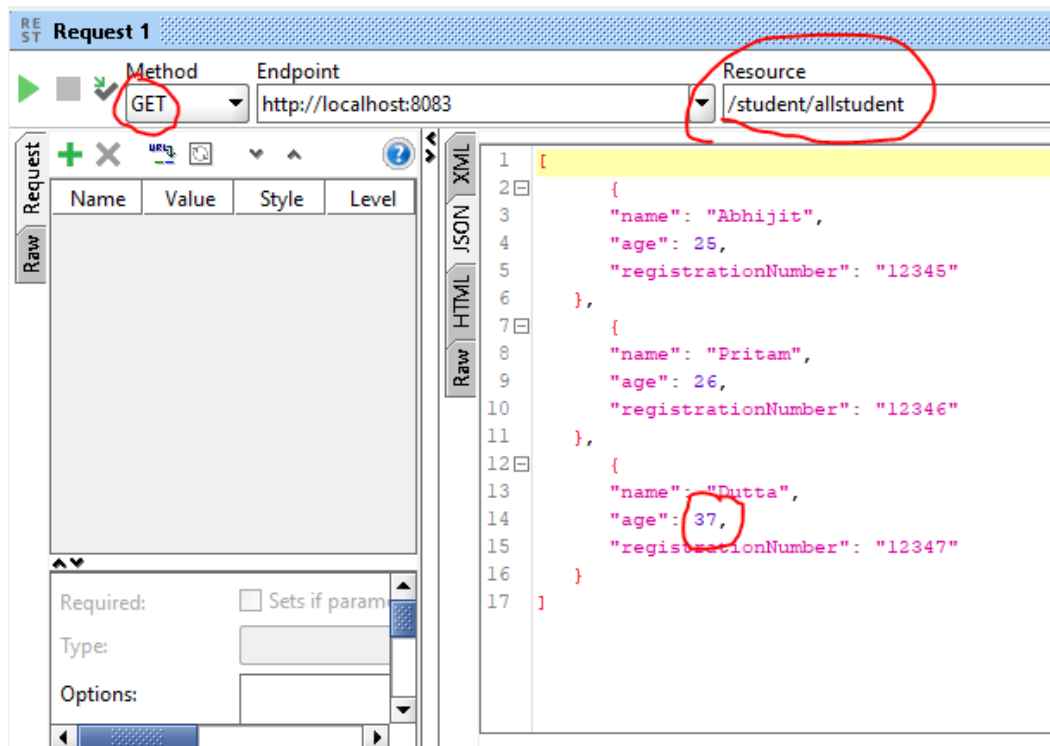 REST Request 1
Method Endpoint Resource
GET http://localhost:8083 /student/allstudent
Request
Raw
Name Value Style Level
Required: Sets if param
Type:
Options:
XML
JSON
HTML
Raw
1 [
2 {
3 "name": "Abhijit",
4 "age": 25,
5 "registrationNumber": "12345"
6 },
7 {
8 "name": "Pritam",
9 "age": 26,
10 "registrationNumber": "12346"
11 },
12 {
13 "name": "Dutta",
14 "age": 37,
15 "registrationNumber": "12347"
16 }
17 ]